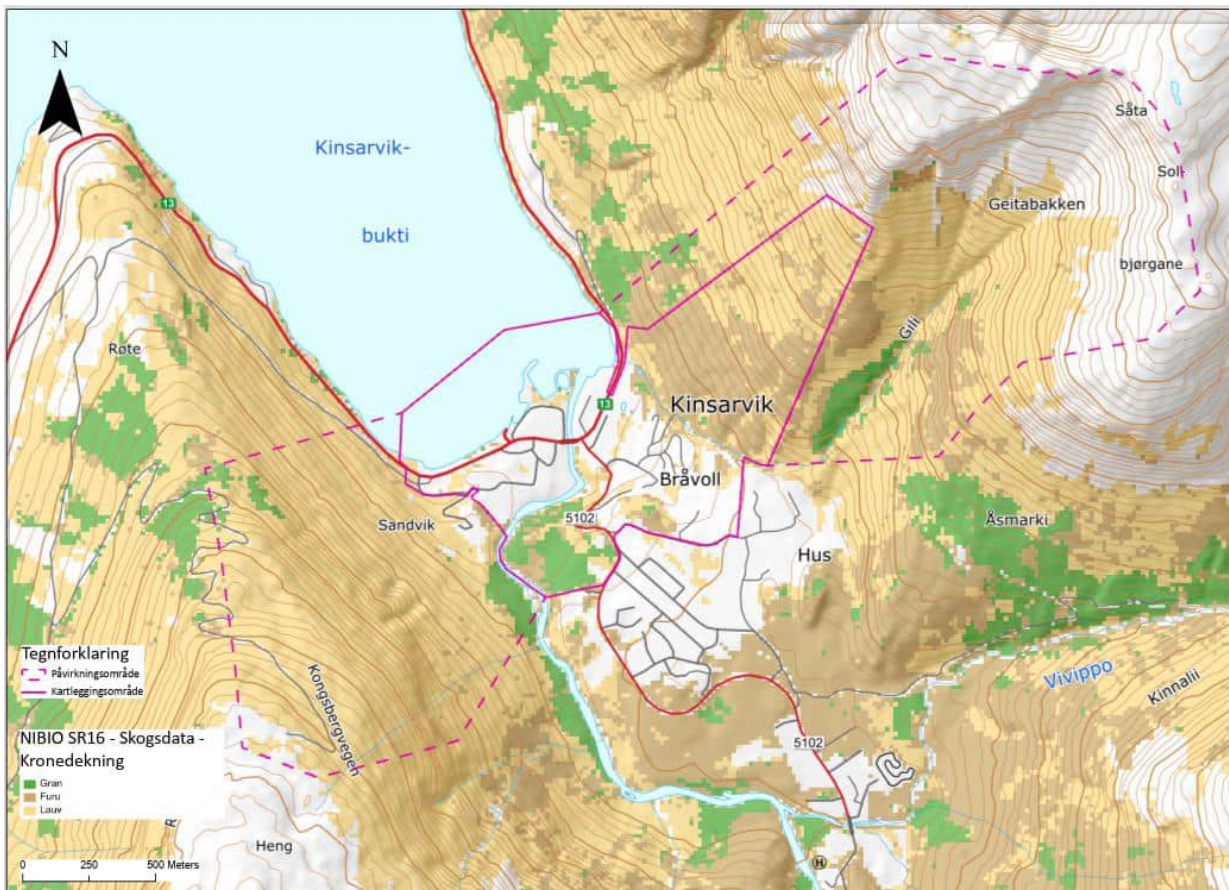 N
Kinsarvik-
bukti
13
Såta
Sol-
bjørgane
Geitabakken
Gili
Røte
13
Kinsarvik
Bråvoll
Sandvik
5102
Åsmarki
Hus
Vivippo
Kinnalii
Kongsbergvegen
5102
Heng
H
Tegnforklaring
Påvirkningsområde
Kartleggingsområde
NIBIO SR16 - Skogsdata -
Kronedekning
Gran
Furu
Lauv
0 250 500 Meters